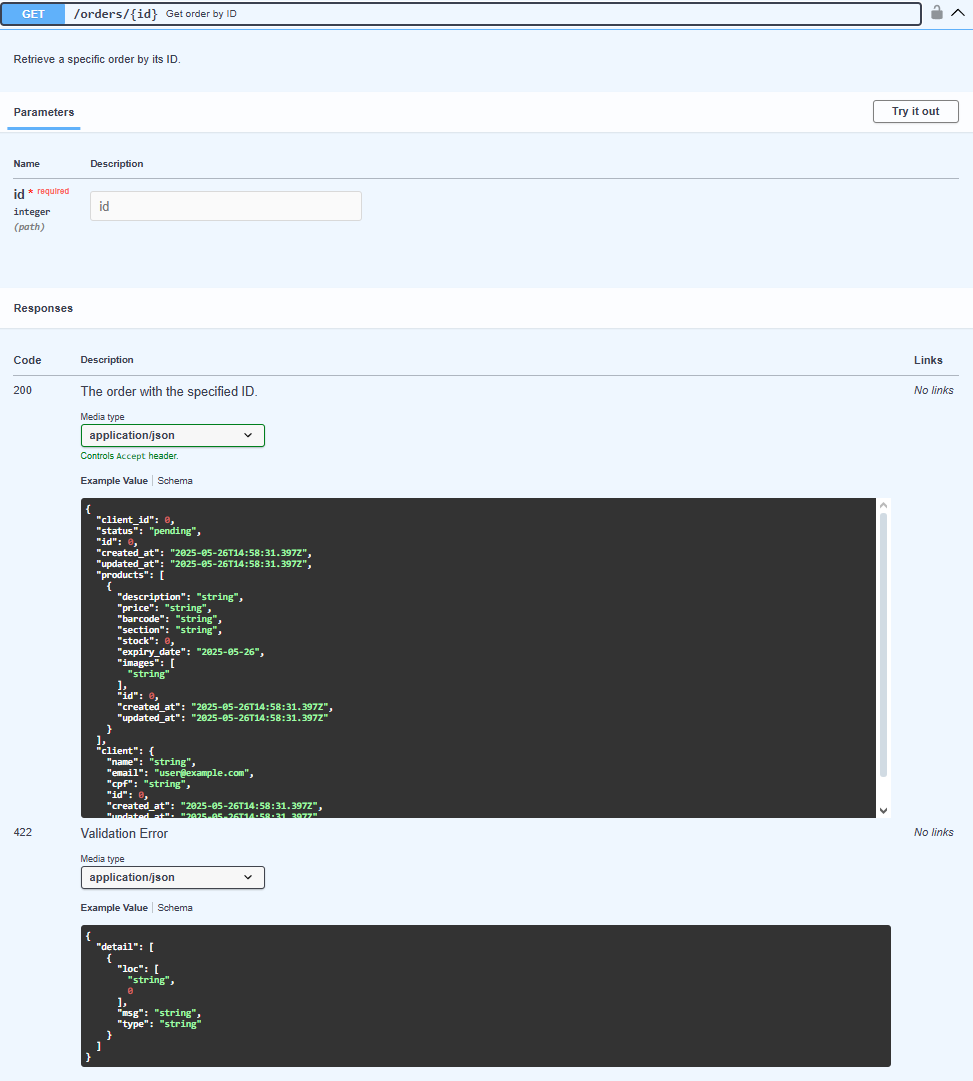 GET /orders/{id} Get order by ID
Retrieve a specific order by its ID.
Parameters
Try it out
Name Description
id * required
integer
(path)
id
Responses
Code Description Links
200 The order with the specified ID. No links
Media type
application/json
Controls Accept header.
Example Value Schema
{
  "client_id": 0,
  "status": "pending",
  "id": 0,
  "created_at": "2025-05-26T14:58:31.397Z",
  "updated_at": "2025-05-26T14:58:31.397Z",
  "products": [
    {
      "description": "string",
      "price": "string",
      "barcode": "string",
      "section": "string",
      "stock": 0,
      "expiry_date": "2025-05-26",
      "images": [
        "string"
      ],
      "id": 0,
      "created_at": "2025-05-26T14:58:31.397Z",
      "updated_at": "2025-05-26T14:58:31.397Z"
    }
  ],
  "client": {
    "name": "string",
    "email": "user@example.com",
    "cpf": "string",
    "id": 0,
    "created_at": "2025-05-26T14:58:31.397Z",
    "updated_at": "2025-05-26T14:58:31.397Z"
422 Validation Error No links
Media type
application/json
Example Value Schema
{
  "detail": [
    {
      "loc": [
        "string",
        0
      ],
      "msg": "string",
      "type": "string"
    }
  ]
}